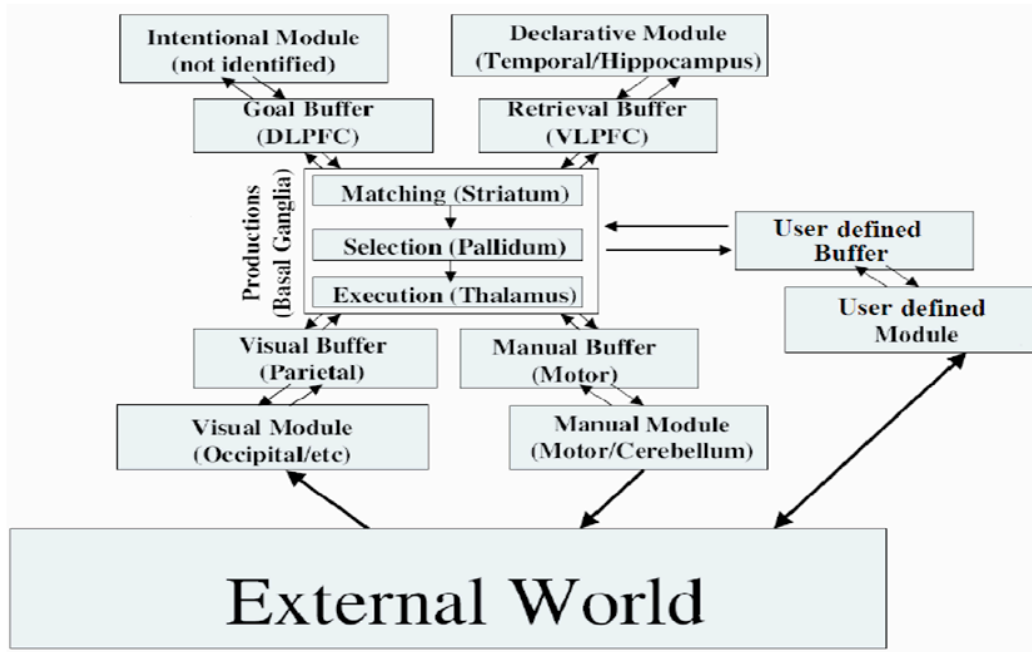 Intentional Module
(not identified)
Declarative Module
(Temporal/Hippocampus)
Goal Buffer
(DLPFC)
Retrieval Buffer
(VLPFC)
Productions
(Basal Ganglia)
Matching (Striatum)
Selection (Pallidum)
Execution (Thalamus)
User defined
Buffer
User defined
Module
Visual Buffer
(Parietal)
Manual Buffer
(Motor)
Visual Module
(Occipital/etc)
Manual Module
(Motor/Cerebellum)
External World